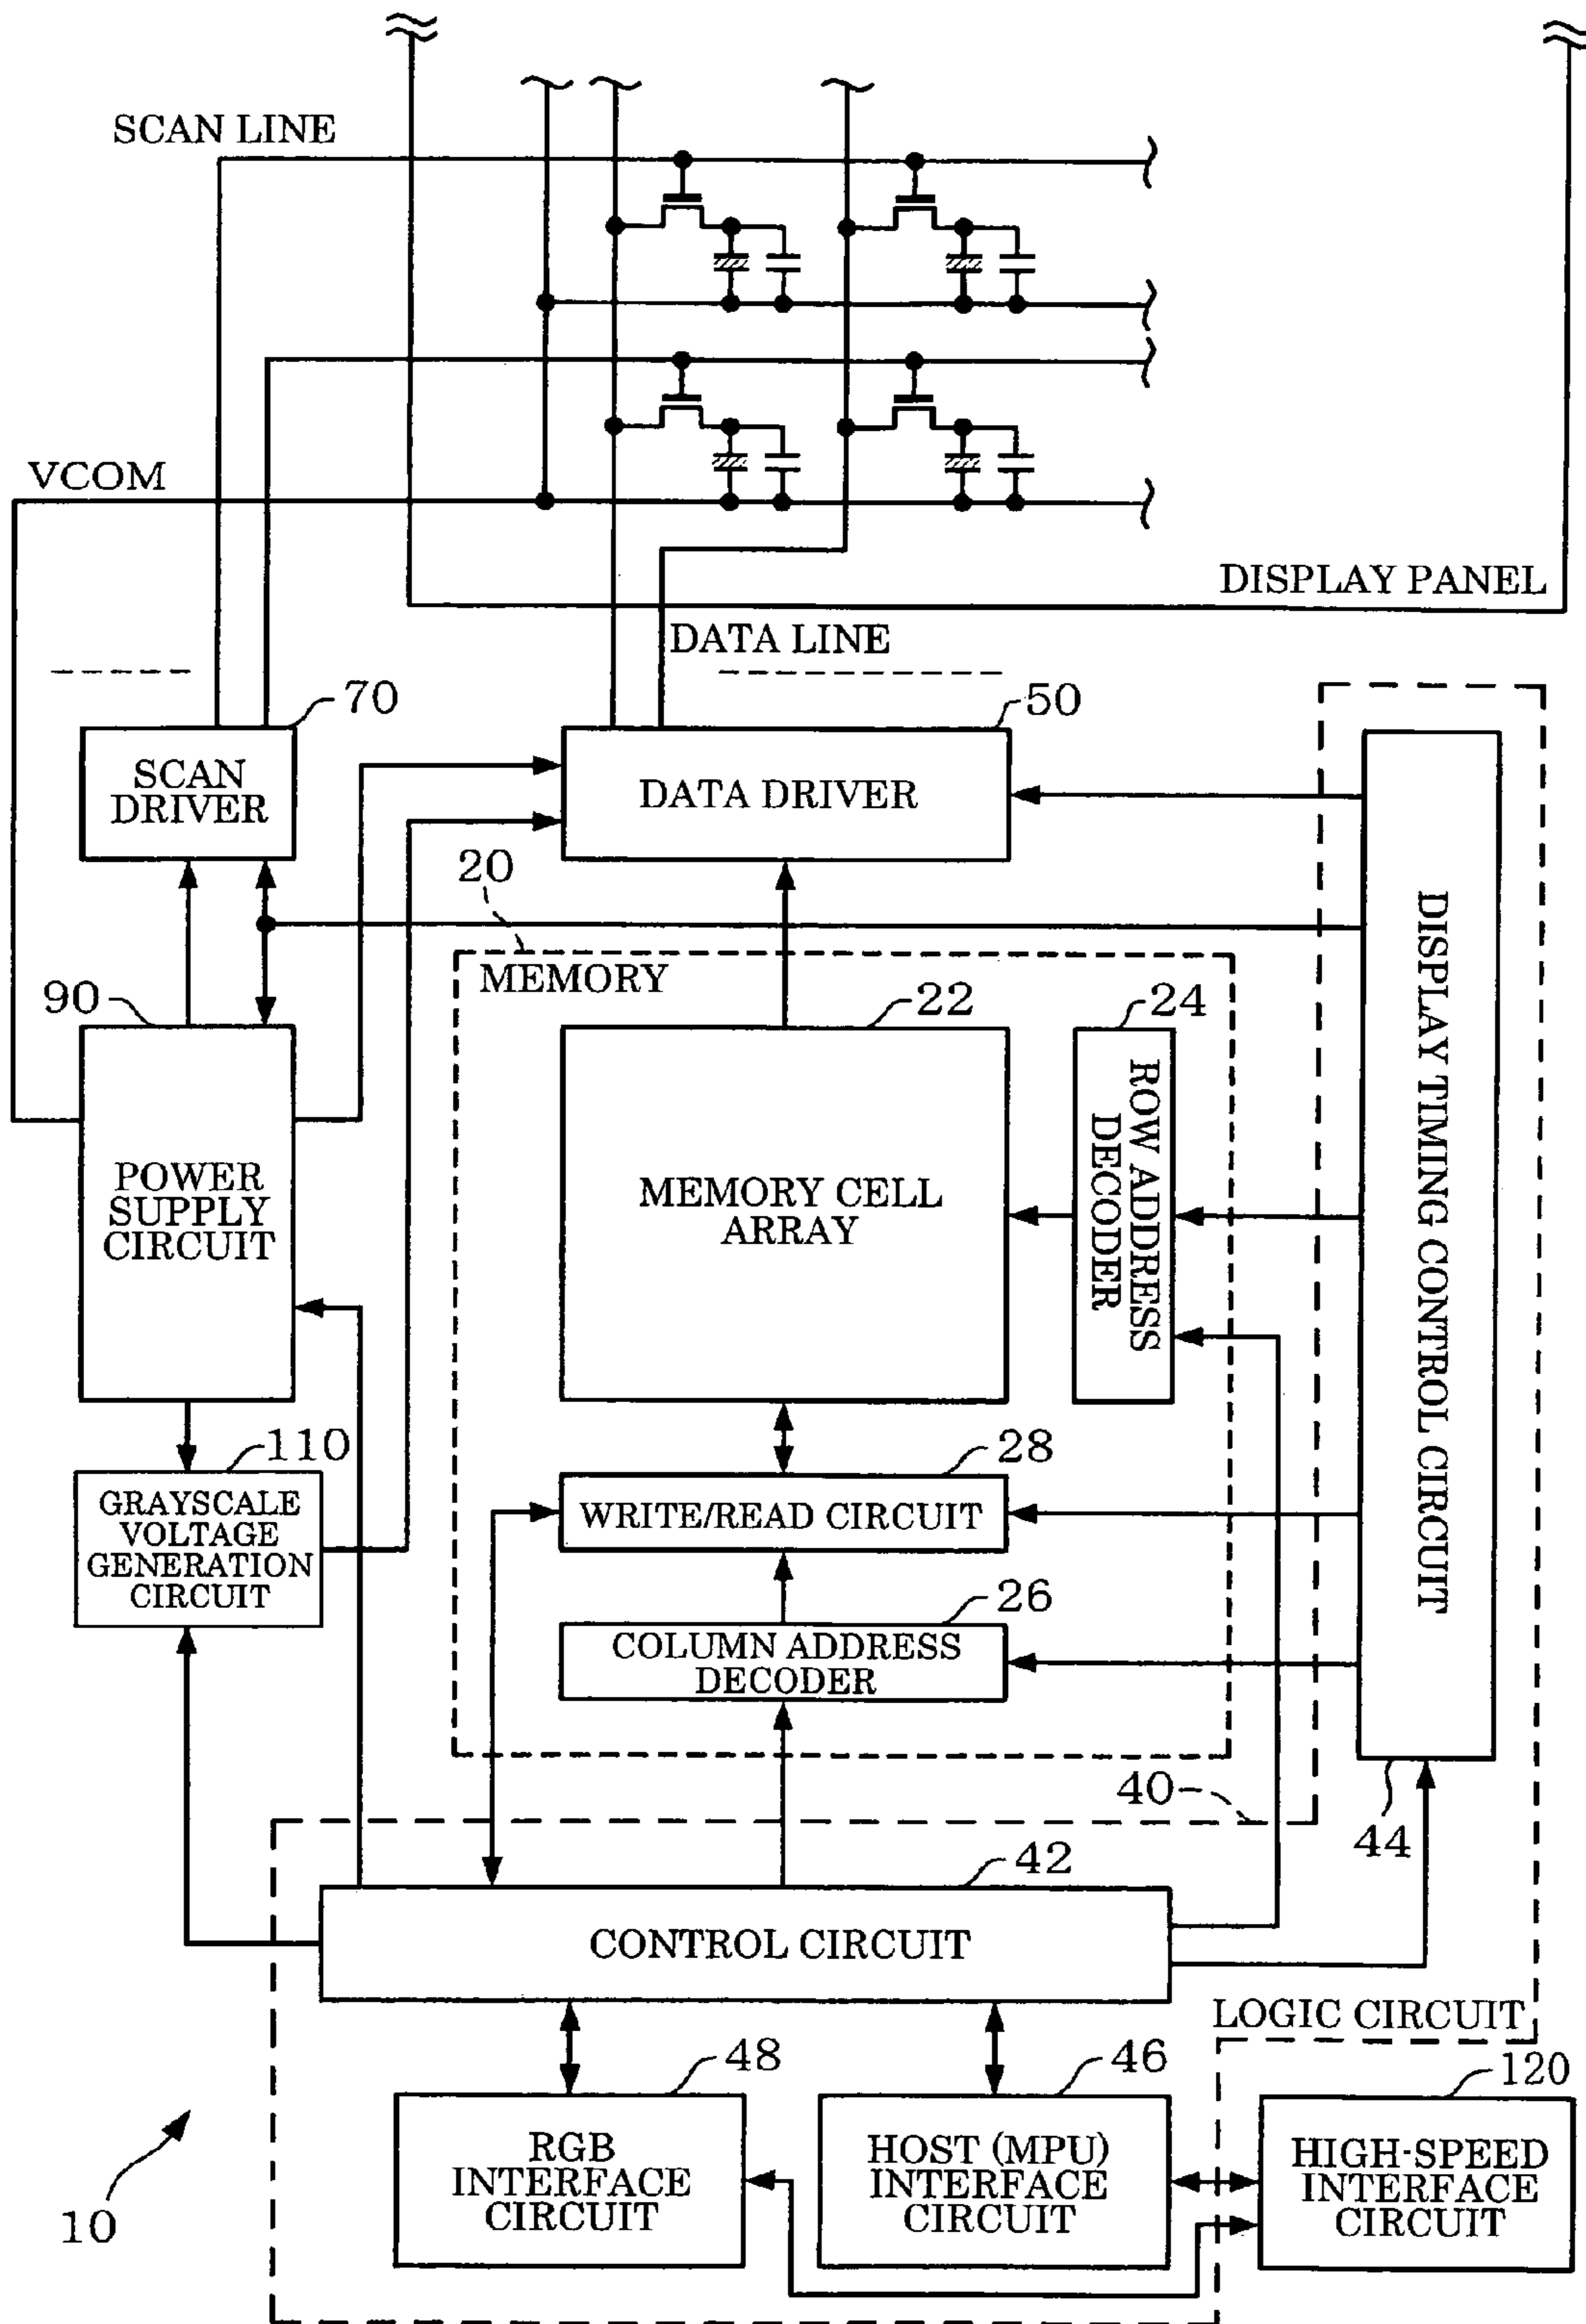 SCAN LINE
VCOM
DISPLAY PANEL
DATA LINE
70
50
SCAN
DRIVER
DATA DRIVER
20
MEMORY
90
22
24
POWER
SUPPLY
CIRCUIT
MEMORY CELL
ARRAY
ROW ADDRESS
DECODER
DISPLAY TIMING CONTROL CIRCUIT
110
28
GRAYSCALE
VOLTAGE
GENERATION
CIRCUIT
WRITE/READ CIRCUIT
26
COLUMN ADDRESS
DECODER
40
44
42
CONTROL CIRCUIT
LOGIC CIRCUIT
48
46
120
RGB
INTERFACE
CIRCUIT
HOST (MPU)
INTERFACE
CIRCUIT
HIGH-SPEED
INTERFACE
CIRCUIT
10